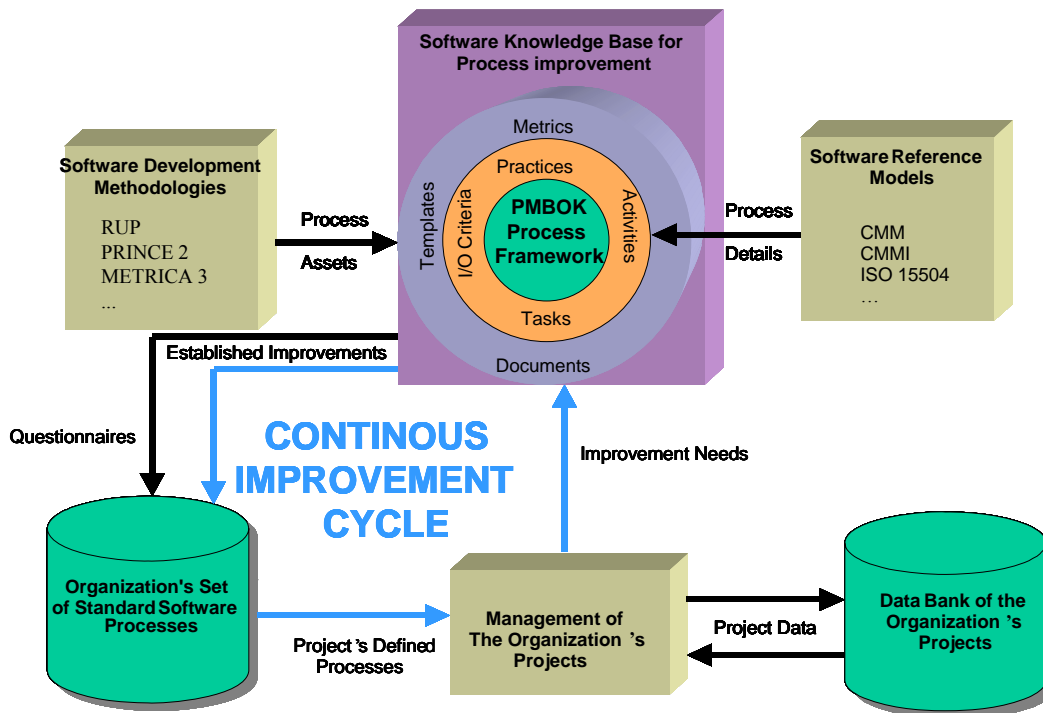 Software Knowledge Base for
Process improvement
Metrics
Practices
Templates
I/O Criteria
PMBOK
Process
Framework
Activities
Tasks
Documents
Software Development
Methodologies
RUP
PRINCE 2
METRICA 3
...
Process
Assets
Software Reference
Models
CMM
CMMI
ISO 15504
…
Process
Details
Established Improvements
Questionnaires
CONTINOUS
IMPROVEMENT
CYCLE
Improvement Needs
Organization's Set
of Standard Software
Processes
Project's Defined
Processes
Management of
The Organization 's
Projects
Project Data
Data Bank of the
Organization 's
Projects